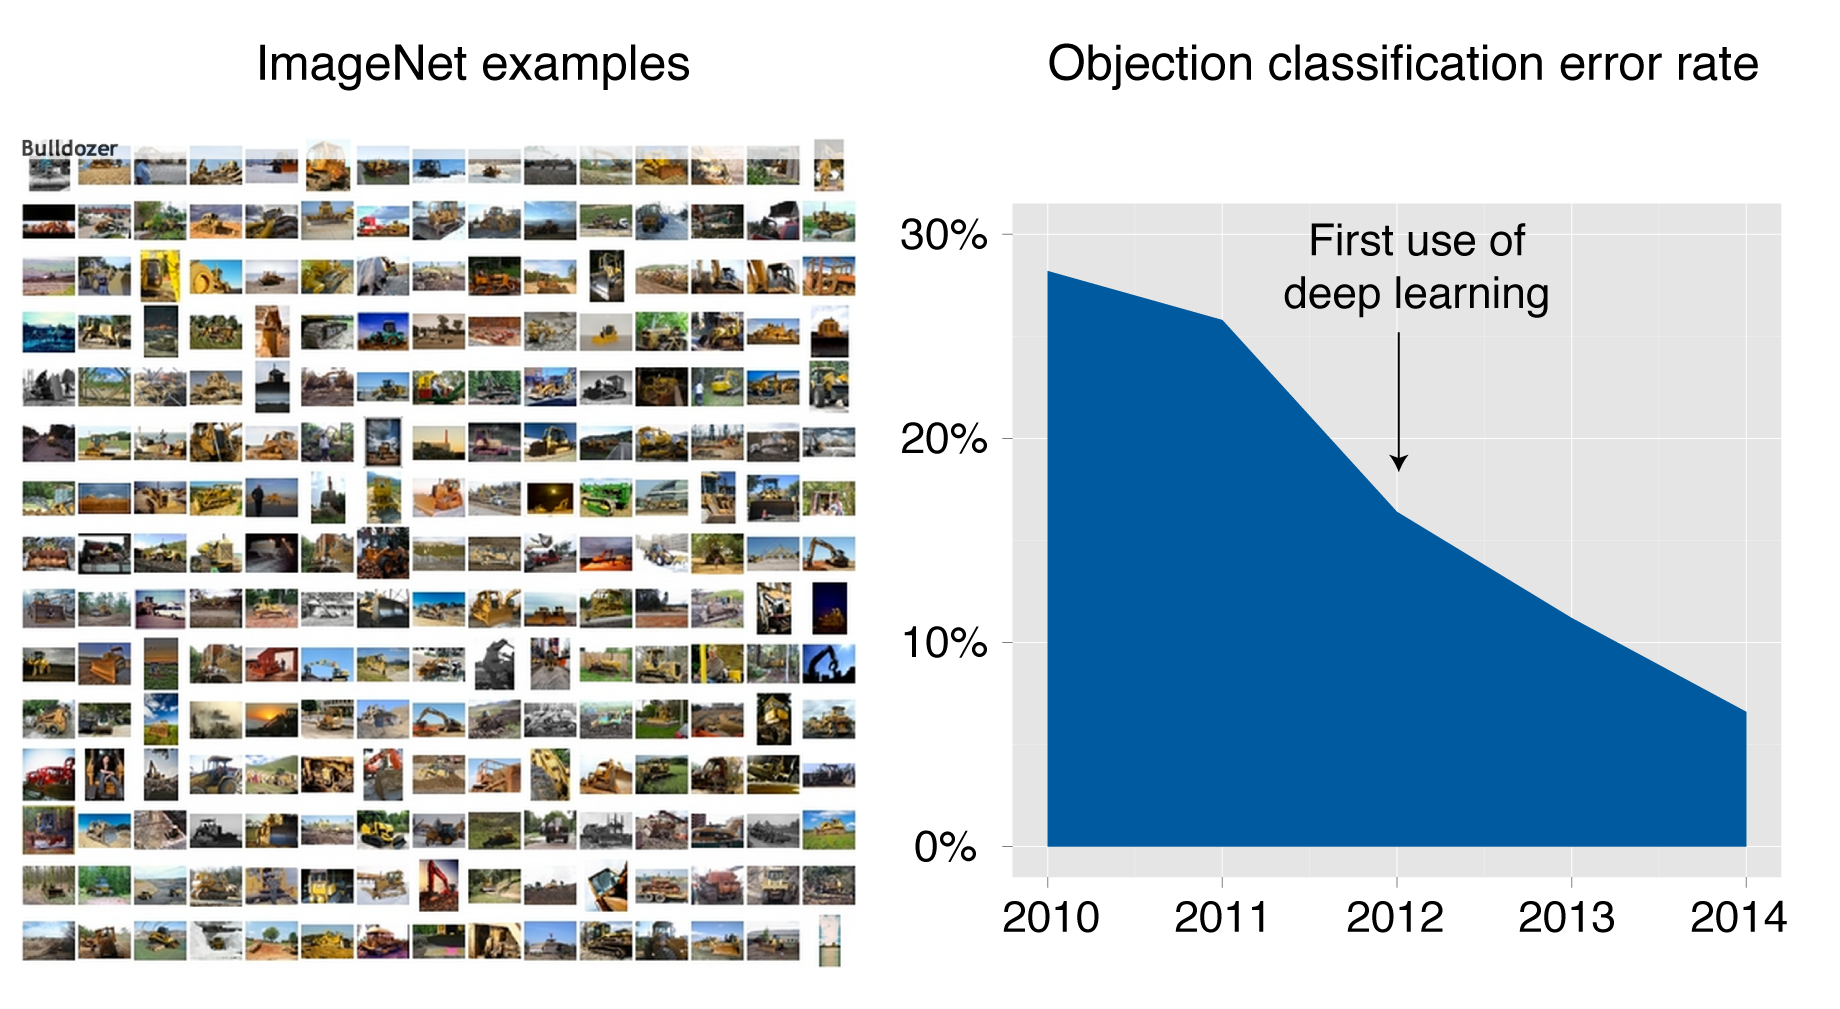 ImageNet examples
Objection classification error rate
Bulldozer
30%
20%
10%
0%
First use of
deep learning
2010 2011 2012 2013 2014